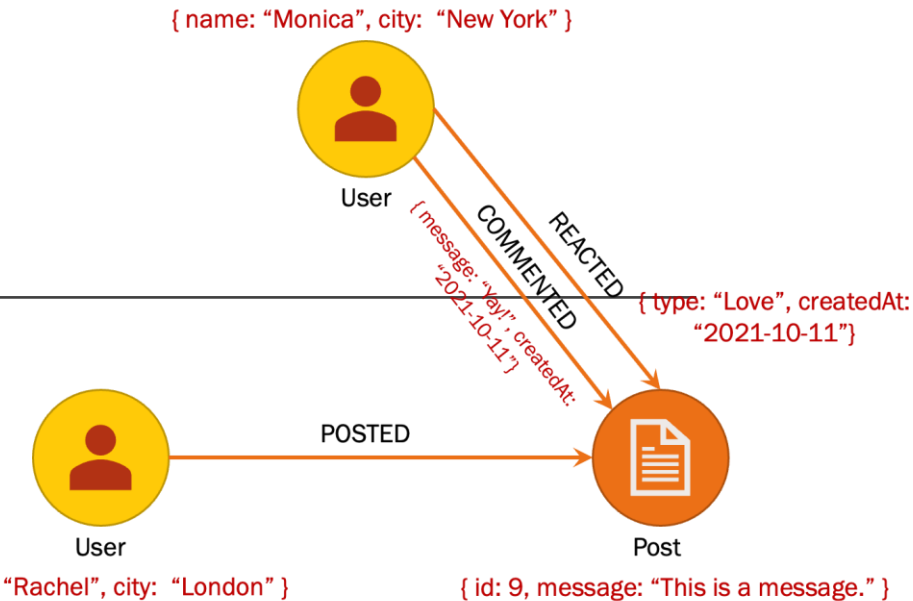 { name: “Monica”, city:  “New York” }
User
COMMENTED
REACTED
{ message: “Yay!”, createdAt:
“2021-10-11”}
{ type: “Love”, createdAt:
“2021-10-11”}
POSTED
User
Post
“Rachel”, city:  “London” }
{ id: 9, message: “This is a message.” }